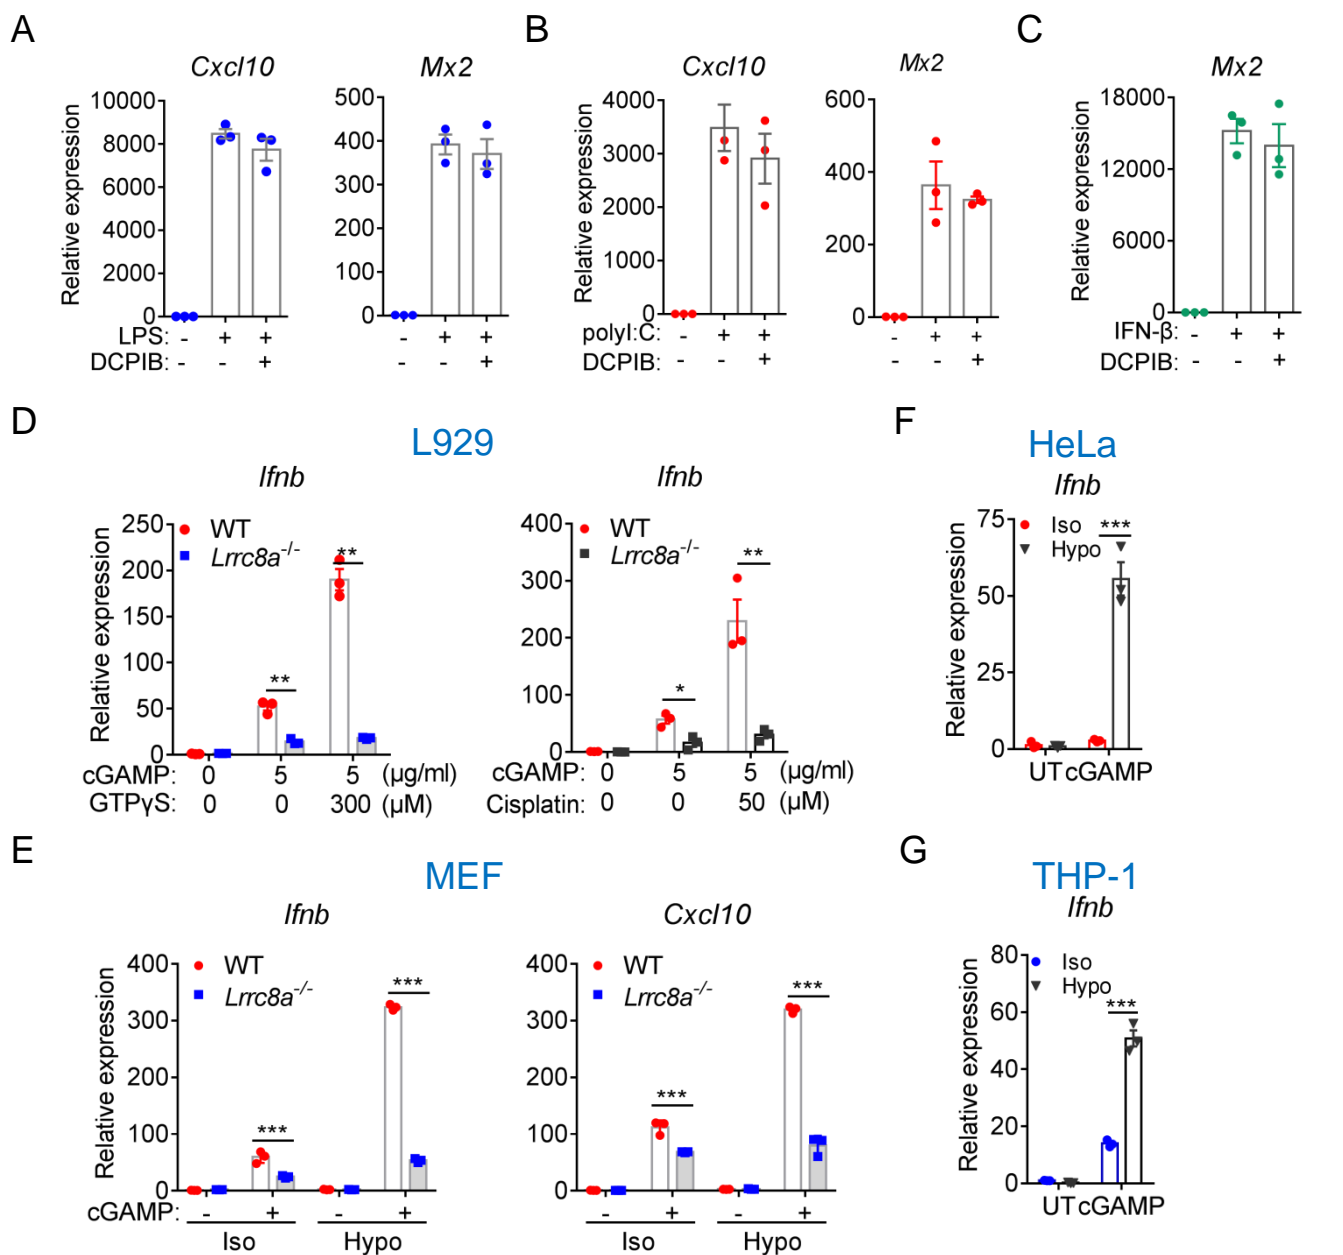 A
B
C
Cxcl10
Mx2
Cxcl10
Mx2
Mx2
Relative expression
10000
8000
6000
4000
2000
0
500
400
300
200
100
0
Relative expression
4000
3000
2000
1000
0
600
400
200
0
Relative expression
18000
12000
6000
0
LPS: - + +
- + +
polyI:C - + +
- + +
IFN-β: - + +
DCPIB: - - +
- - +
DCPIB: - - +
- - +
DCPIB: - - +
D
L929
F
HeLa
Ifnb
Ifnb
Ifnb
Relative expression
250
200
150
100
50
0
WT
Lrrc8a-/-
**
**
cGAMP: 0 5 5 (µg/ml)
GTPγS: 0 0 300 (µM)
Relative expression
400
300
200
100
0
WT
Lrrc8a-/-
*
**
cGAMP: 0 5 5 (µg/ml)
Cisplatin: 0 0 50 (µM)
Relative expression
75
50
25
0
Iso
Hypo
***
UT cGAMP
E
MEF
G
THP-1
Ifnb
Cxcl10
Ifnb
Relative expression
400
300
200
100
0
WT
Lrrc8a-/-
***
***
cGAMP: - + - +
Iso Hypo
Relative expression
400
300
200
100
0
WT
Lrrc8a-/-
***
***
- + - +
Iso Hypo
Relative expression
80
60
40
20
0
Iso
Hypo
***
UT cGAMP